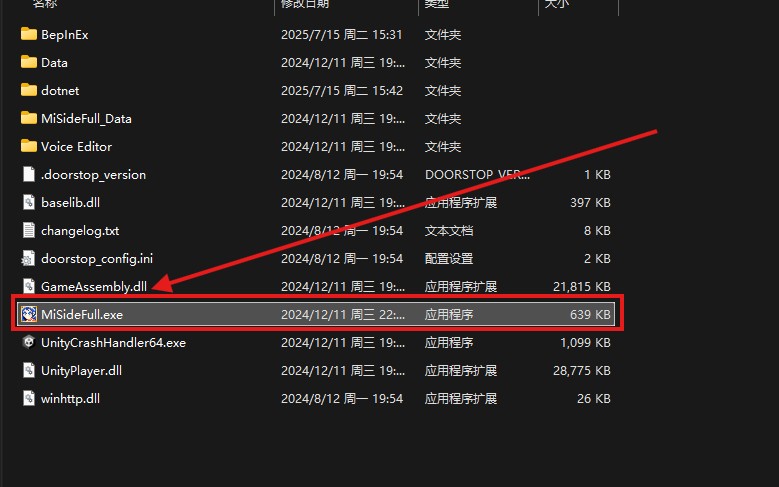 名称 修改日期 类型 大小
BepInEx 2025/7/15 周二 15:31 文件夹
Data 2024/12/11 周三 19:... 文件夹
dotnet 2025/7/15 周二 15:42 文件夹
MiSideFull_Data 2024/12/11 周三 19:... 文件夹
Voice Editor 2024/12/11 周三 19:... 文件夹
.doorstop_version 2024/8/12 周一 19:54 DOORSTOP_VER... 1 KB
baselib.dll 2024/12/11 周三 19:... 应用程序扩展 397 KB
changelog.txt 2024/8/12 周一 19:54 文本文档 8 KB
doorstop_config.ini 2024/8/12 周一 19:54 配置设置 2 KB
GameAssembly.dll 2024/12/11 周三 19:... 应用程序扩展 21,815 KB
MiSideFull.exe 2024/12/11 周三 22:... 应用程序 639 KB
UnityCrashHandler64.exe 2024/12/11 周三 19:... 应用程序 1,099 KB
UnityPlayer.dll 2024/12/11 周三 19:... 应用程序扩展 28,775 KB
winhttp.dll 2024/8/12 周一 19:54 应用程序扩展 26 KB